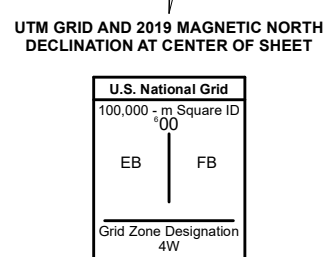 UTM GRID AND 2019 MAGNETIC NORTH
DECLINATION AT CENTER OF SHEET
U.S. National Grid
100,000 - m Square ID
⁶00
EB FB
Grid Zone Designation
4W